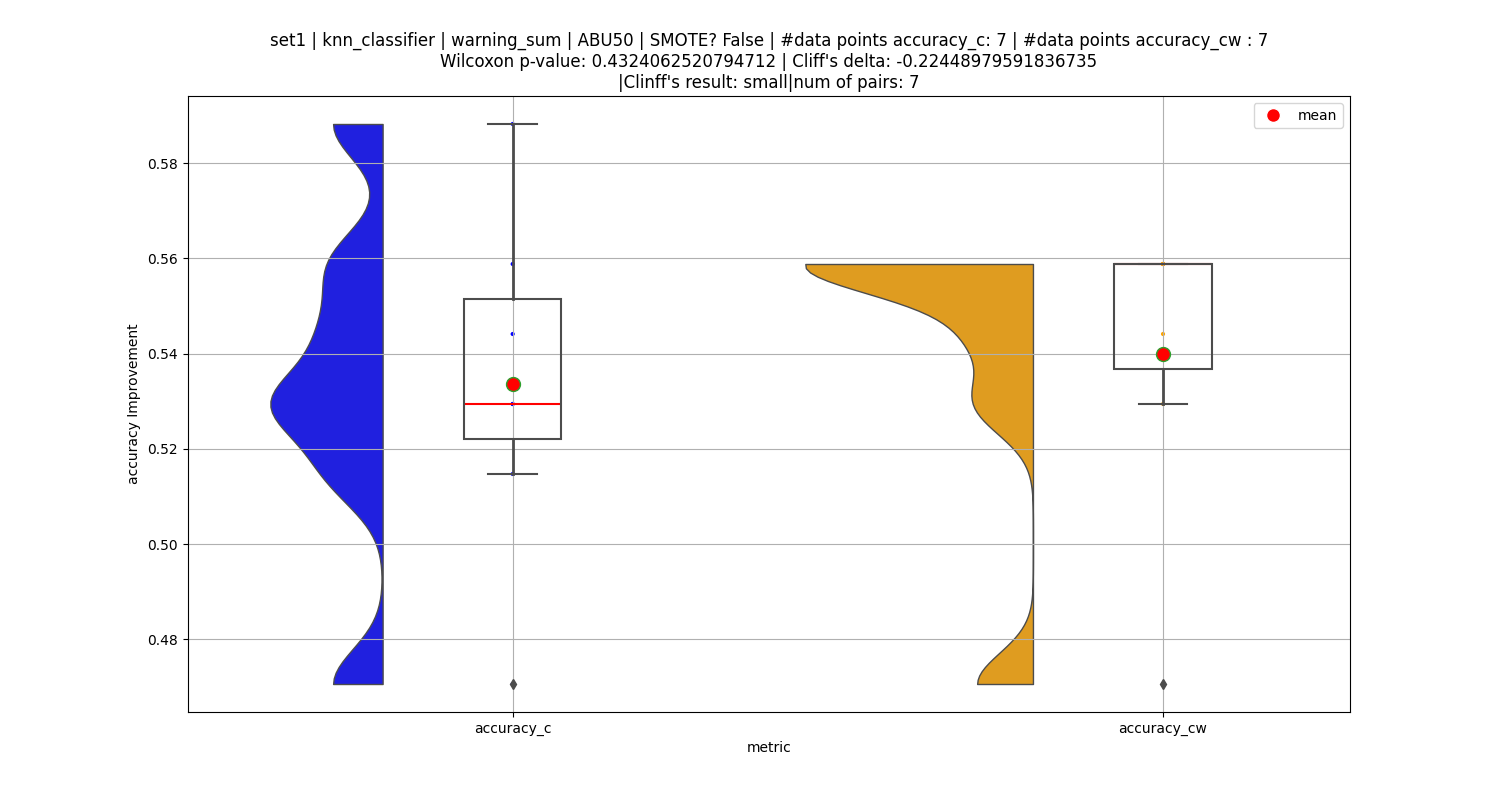 set1 | knn_classifier | warning_sum | ABU50 | SMOTE? False | #data points accuracy_c: 7 | #data points accuracy_cw : 7
Wilcoxon p-value: 0.4324062520794712 | Cliff's delta: -0.22448979591836735
|Clinff's result: small|num of pairs: 7
mean
0.58
0.56
0.54
0.52
0.50
0.48
accuracy Improvement
accuracy_c
accuracy_cw
metric